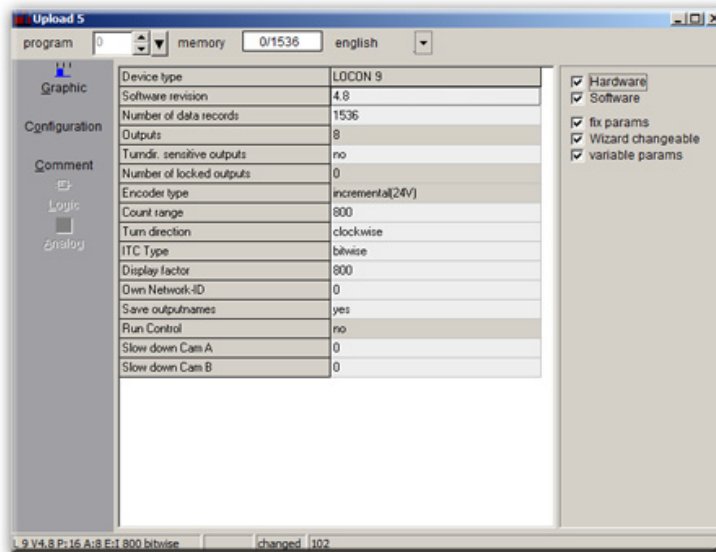 Upload 5
program 0 memory 0/1536 english
Graphic
Configuration
Comment
Logic
Analog
Device type LOCON 9
Software revision 4.8
Number of data records 1536
Outputs 8
Turndir. sensitive outputs no
Number of locked outputs 0
Encoder type incremental(24V)
Count range 800
Turn direction clockwise
ITC Type bitwise
Display factor 800
Own Network-ID 0
Save outputnames yes
Run Control no
Slow down Cam A 0
Slow down Cam B 0
Hardware
Software
fix params
Wizard changeable
variable params
L 9 V4.8 P:16 A:8 E:I 800 bitwise changed 102